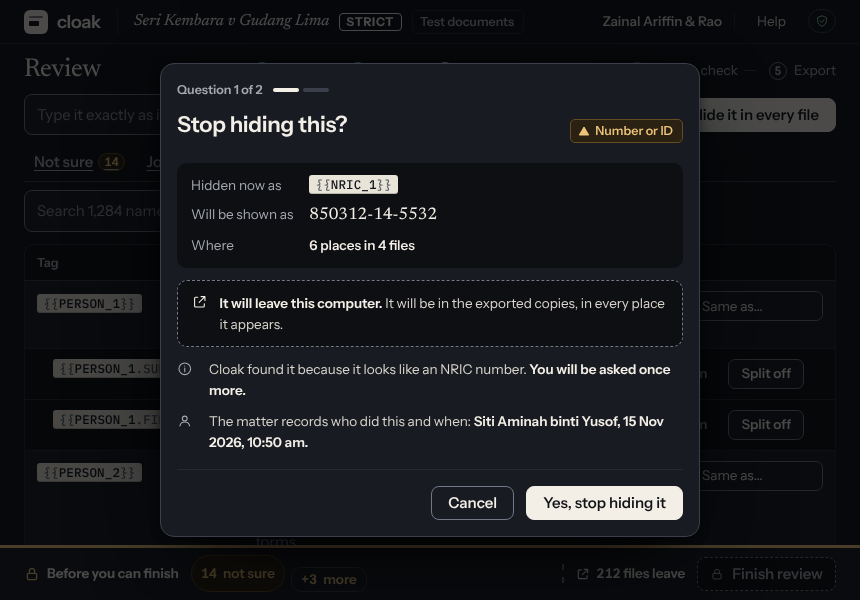 cloak Seri Kembara v Gudang Lima STRICT Test documents Zainal Ariffin & Rao Help
Review check 5 Export
Type it exactly as i
Hide it in every file
Not sure 14 Jo
Search 1,284 name
Tag
{{PERSON_1}} Same as...
{{PERSON_1.SU Split off
{{PERSON_1.FI Split off
{{PERSON_2}} Same as...
forms
Question 1 of 2
Stop hiding this?
Number or ID
Hidden now as {{NRIC_1}}
Will be shown as 850312-14-5532
Where 6 places in 4 files
It will leave this computer. It will be in the exported copies, in every place
it appears.
Cloak found it because it looks like an NRIC number. You will be asked once
more.
The matter records who did this and when: Siti Aminah binti Yusof, 15 Nov
2026, 10:50 am.
Cancel Yes, stop hiding it
Before you can finish 14 not sure +3 more 212 files leave Finish review